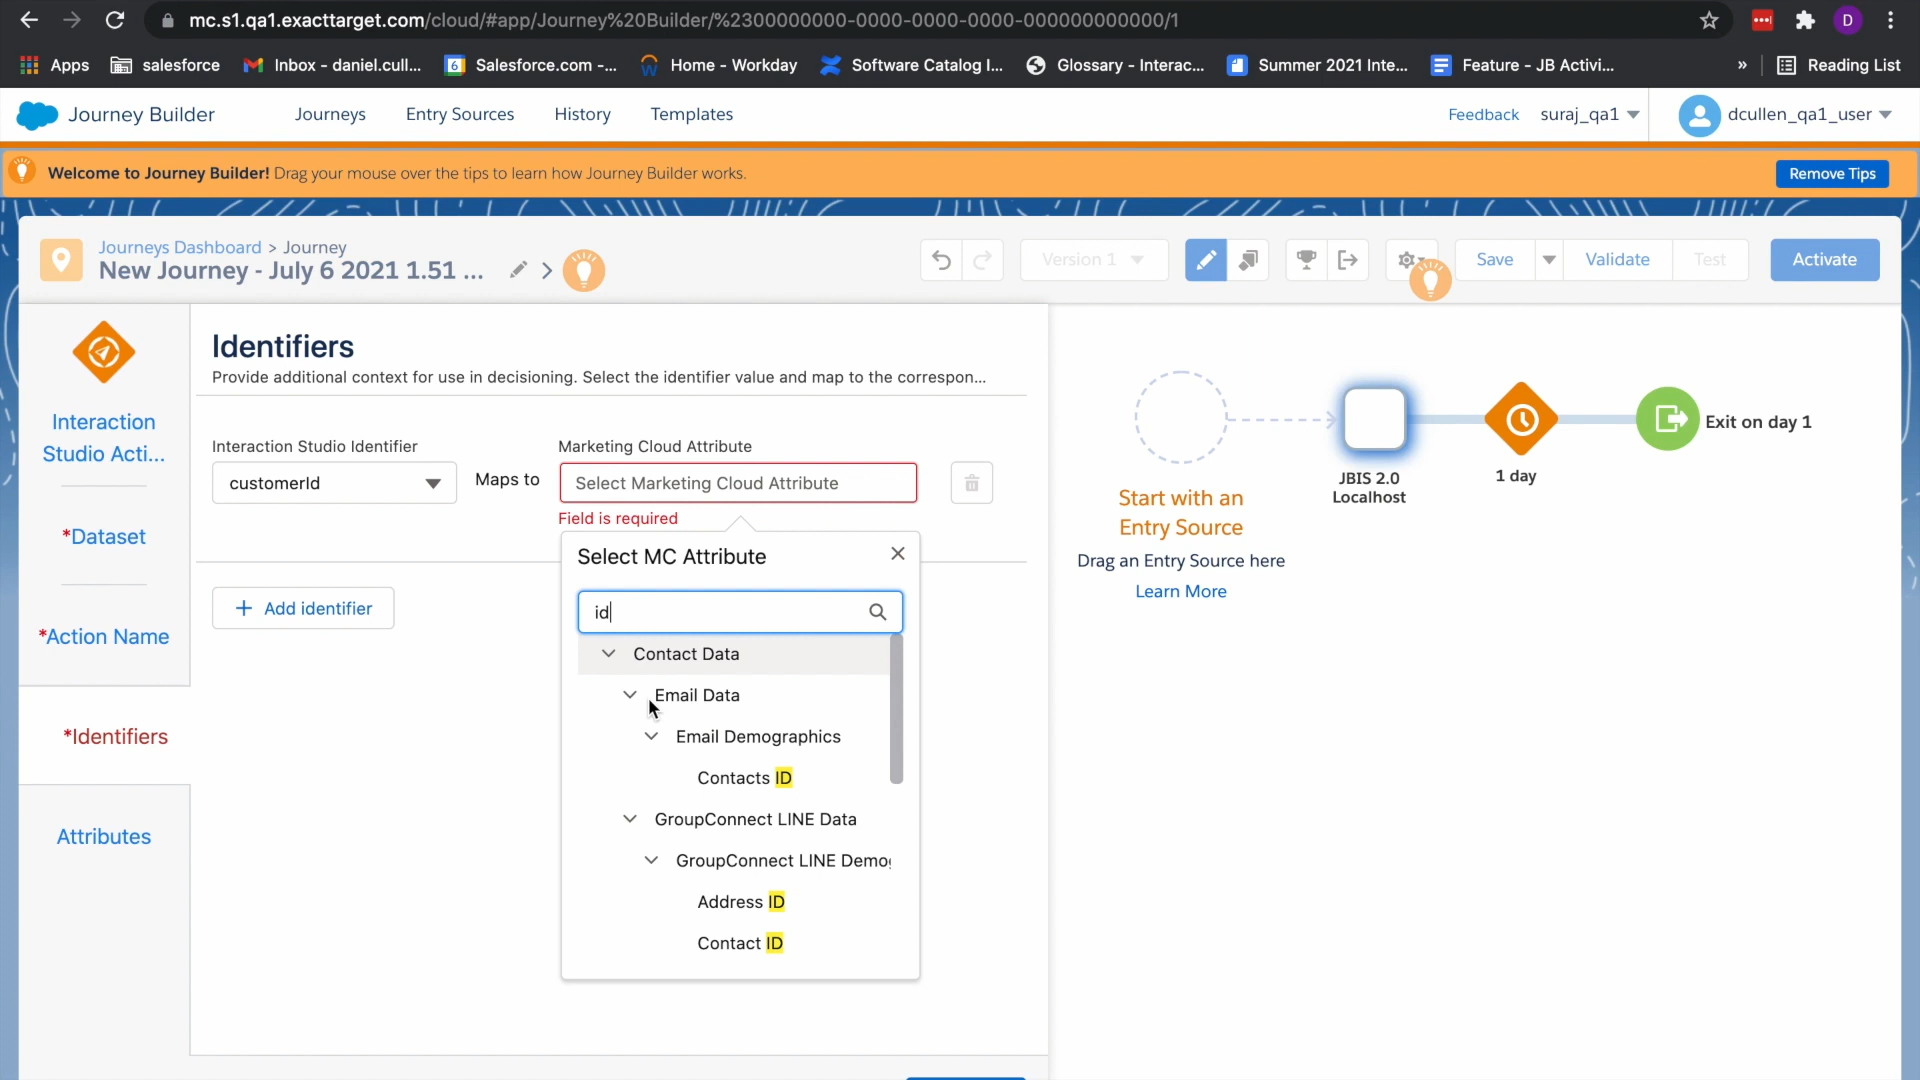 mc.s1.qa1.exacttarget.com/cloud/#app/Journey%20Builder/%2300000000-0000-0000-0000-000000000000/1
D
Apps
salesforce
Inbox - daniel.cull...
6
Salesforce.com -...
Home - Workday
Software Catalog I...
Glossary - Interac...
Summer 2021 Inte...
Feature - JB Activi...
»
Reading List
Journey Builder
Journeys
Entry Sources
History
Templates
Feedback
suraj_qa1
dcullen_qa1_user
Welcome to Journey Builder! Drag your mouse over the tips to learn how Journey Builder works.
Remove Tips
Journeys Dashboard > Journey
New Journey - July 6 2021 1.51 ...
Version 1
Save
Validate
Test
Activate
Interaction
Studio Acti...
*Dataset
*Action Name
*Identifiers
Attributes
Identifiers
Provide additional context for use in decisioning. Select the identifier value and map to the correspon...
Interaction Studio Identifier
customerId
Maps to
Marketing Cloud Attribute
Select Marketing Cloud Attribute
Field is required
+ Add identifier
Select MC Attribute
id
Contact Data
Email Data
Email Demographics
Contacts ID
GroupConnect LINE Data
GroupConnect LINE Demo
Address ID
Contact ID
Start with an
Entry Source
Drag an Entry Source here
Learn More
JBIS 2.0
Localhost
1 day
Exit on day 1